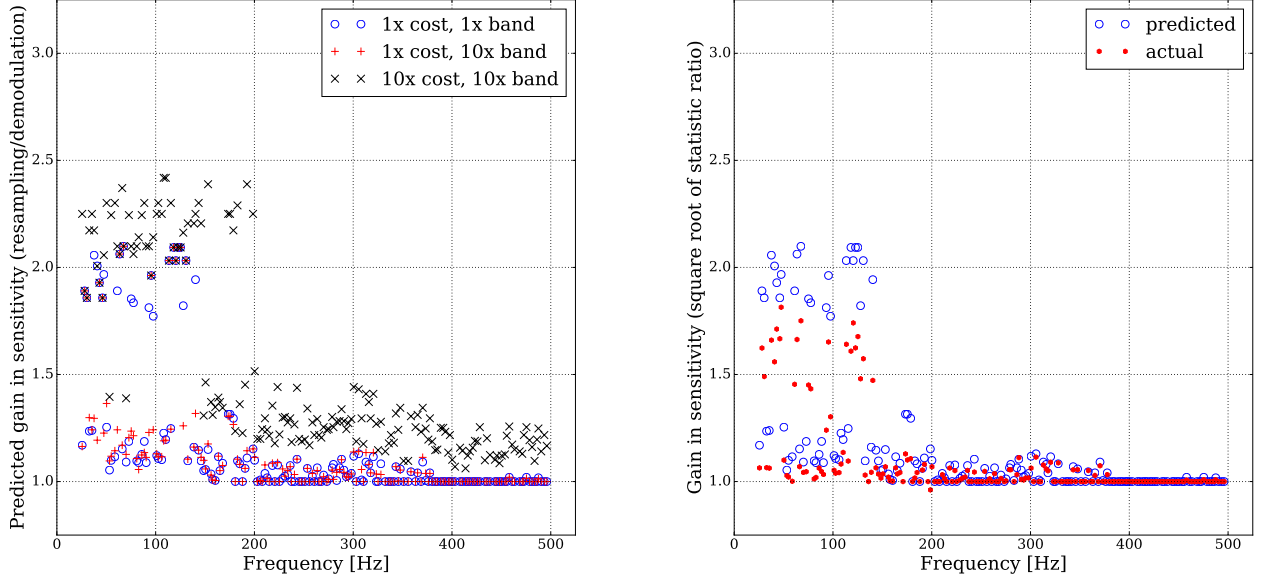 Predicted gain in sensitivity (resampling/demodulation)
3.0
2.5
2.0
1.5
1.0
0
100
200
300
400
500
Frequency [Hz]
1x cost, 1x band
1x cost, 10x band
10x cost, 10x band
Gain in sensitivity (square root of statistic ratio)
3.0
2.5
2.0
1.5
1.0
0
100
200
300
400
500
Frequency [Hz]
predicted
actual